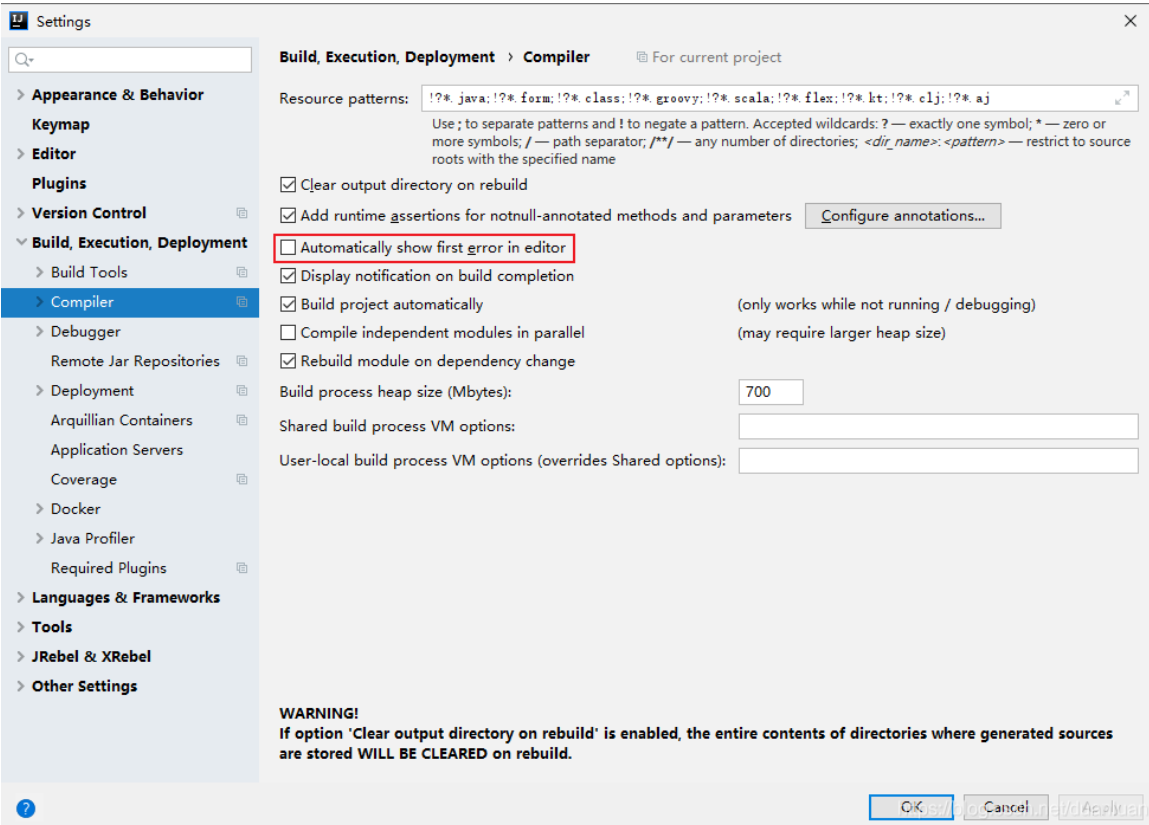 IJ Settings
Build, Execution, Deployment › Compiler For current project
Appearance & Behavior
Keymap
Editor
Plugins
Version Control
Build, Execution, Deployment
Build Tools
Compiler
Debugger
Remote Jar Repositories
Deployment
Arquillian Containers
Application Servers
Coverage
Docker
Java Profiler
Required Plugins
Languages & Frameworks
Tools
JRebel & XRebel
Other Settings
Resource patterns: !?*.java;!?*.form;!?*.class;!?*.groovy;!?*.scala;!?*.flex;!?*.kt;!?*.clj;!?*.aj
Use ; to separate patterns and ! to negate a pattern. Accepted wildcards: ? — exactly one symbol; * — zero or
more symbols; / — path separator; /**/ — any number of directories; <dir_name>:<pattern> — restrict to source
roots with the specified name
Clear output directory on rebuild
Add runtime assertions for notnull-annotated methods and parameters Configure annotations...
Automatically show first error in editor
Display notification on build completion
Build project automatically (only works while not running / debugging)
Compile independent modules in parallel (may require larger heap size)
Rebuild module on dependency change
Build process heap size (Mbytes): 700
Shared build process VM options:
User-local build process VM options (overrides Shared options):
WARNING!
If option 'Clear output directory on rebuild' is enabled, the entire contents of directories where generated sources
are stored WILL BE CLEARED on rebuild.
? OK Cancel Apply